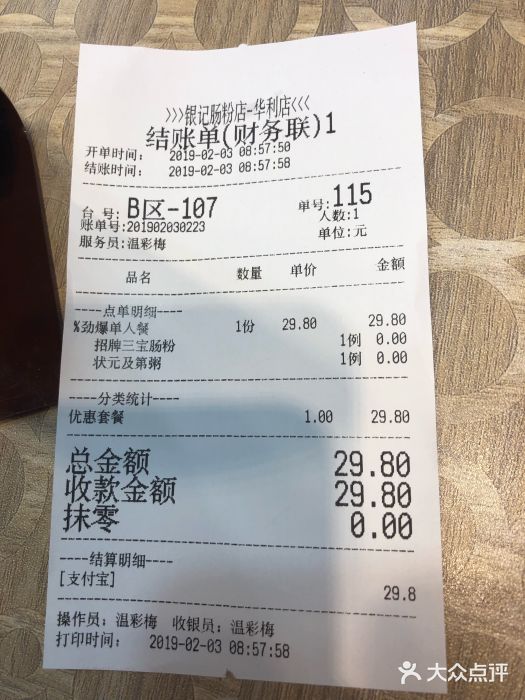 >>>银记肠粉店-华利店<<<
结账单(财务联)1
开单时间： 2019-02-03 08:57:50
结账时间： 2019-02-03 08:57:58
台 号：B区-107 单号：115
账单号:201902030223 人数:1
服务员:温彩梅 单位:元
品名 数量 单价 金额
----点单明细----
%劲爆单人餐 1份 29.80 29.80
招牌三宝肠粉 1例 0.00
状元及第粥 1例 0.00
----分类统计----
优惠套餐 1.00 29.80
总金额 29.80
收款金额 29.80
抹零 0.00
----结算明细----
[支付宝] 29.8
操作员：温彩梅 收银员：温彩梅
打印时间： 2019-02-03 08:57:58
大众点评